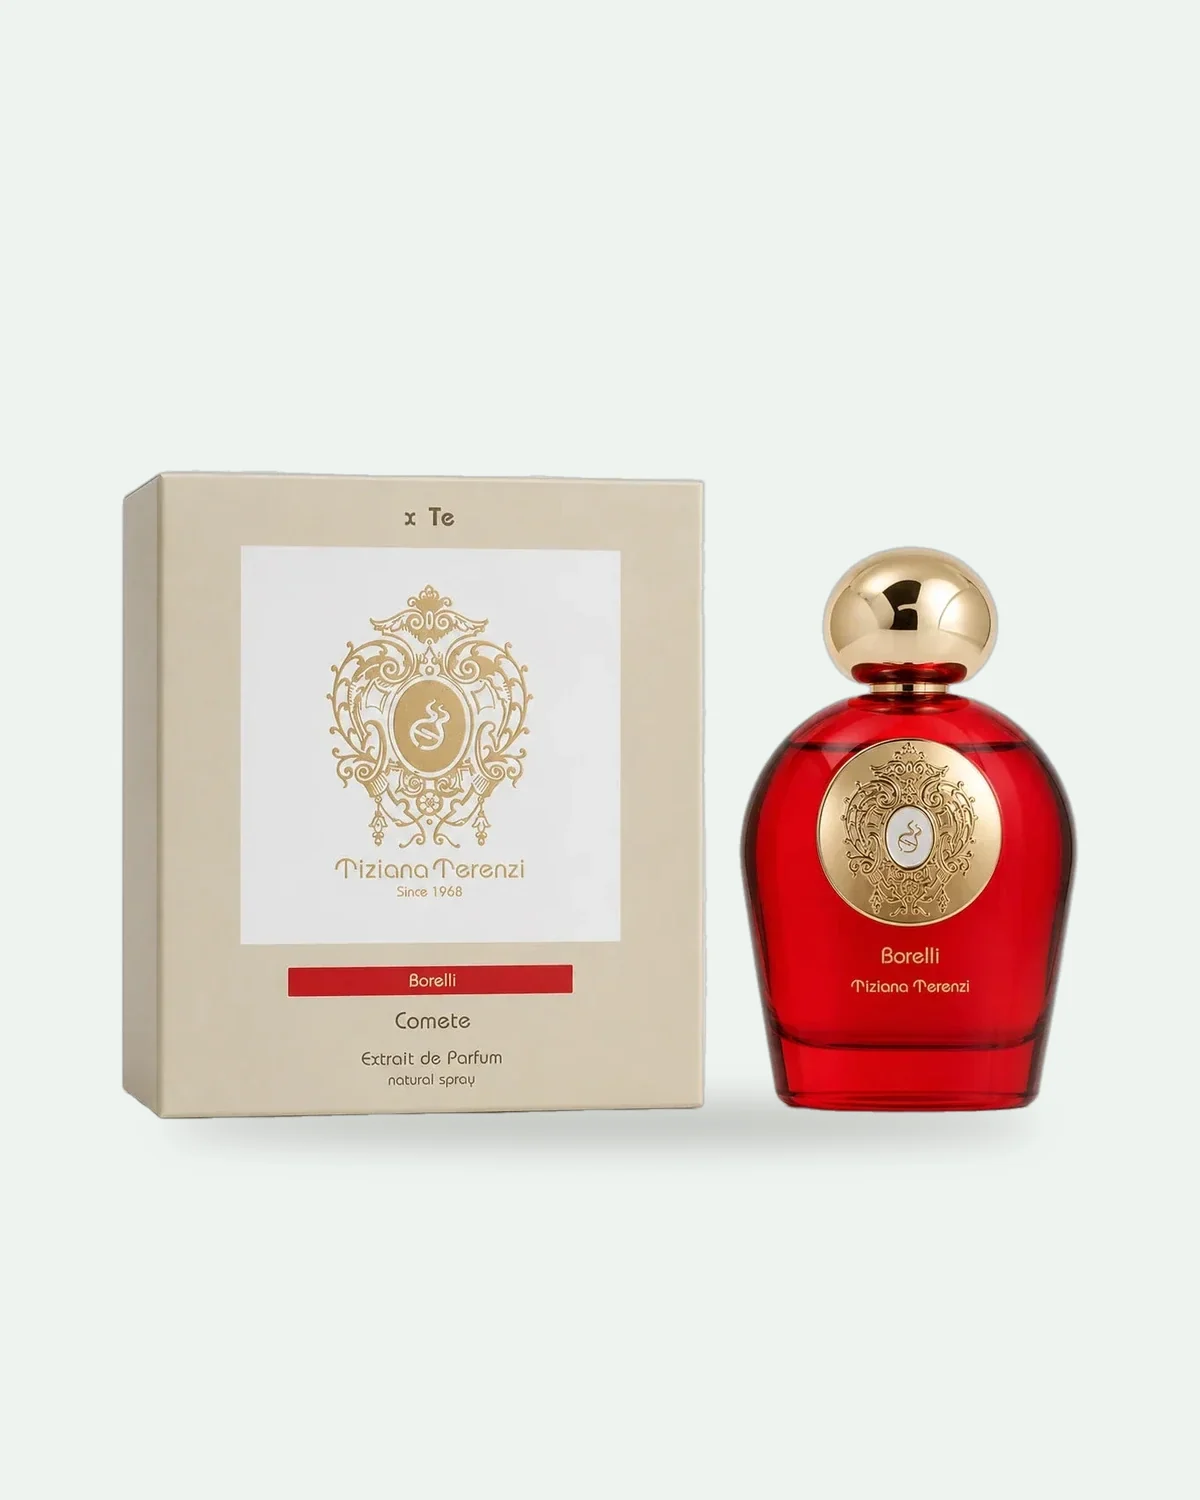 x Te
Tiziana Terenzi
Since 1968
Borelli
Comete
Extrait de Parfum
natural spray
Borelli
Tiziana Terenzi